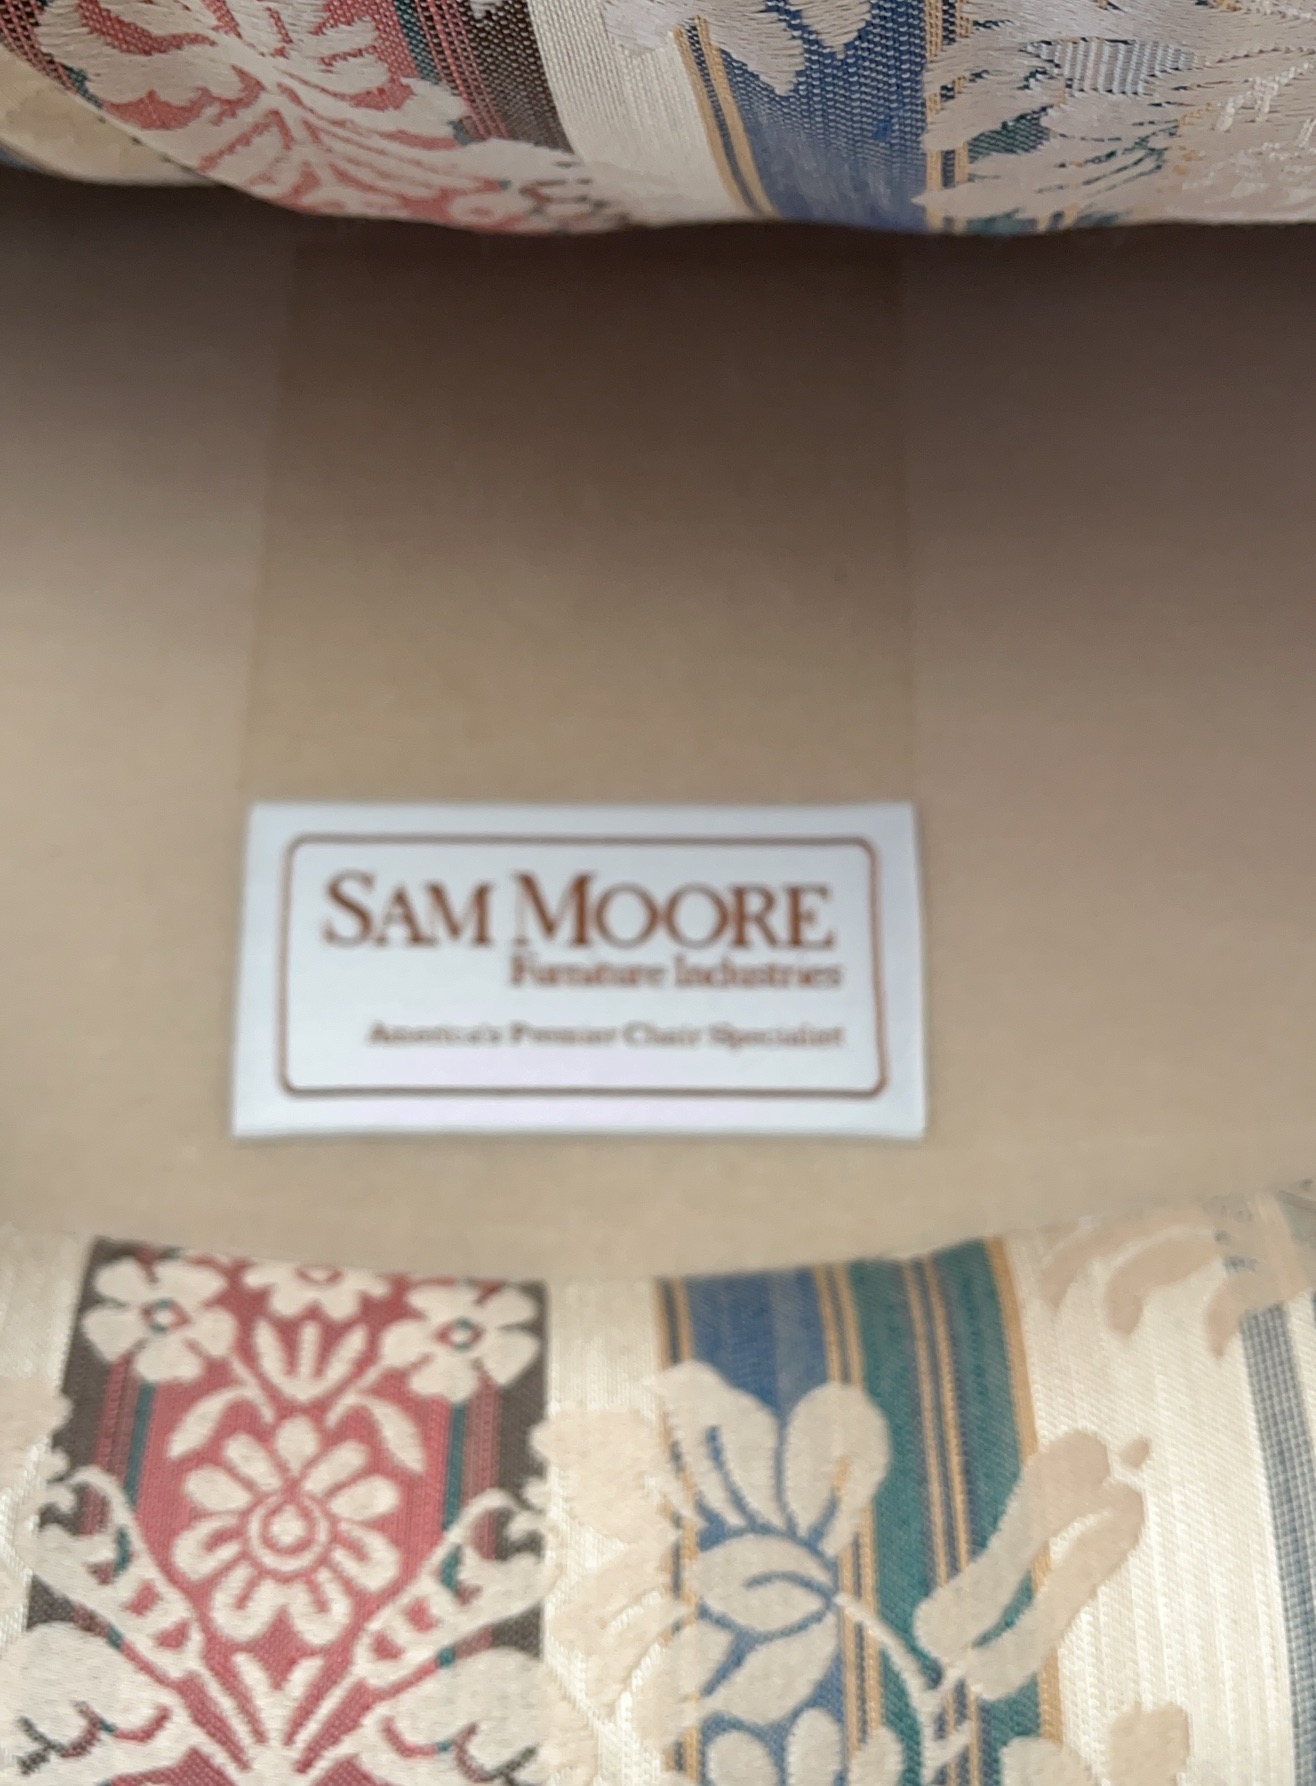 SAM MOORE
Furniture Industries
America's Premier Chair Specialist